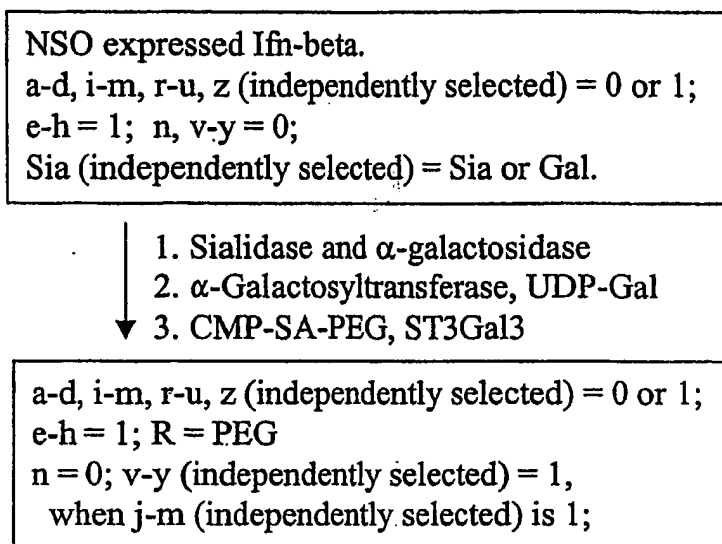 NSO expressed Ifn-beta.
a-d, i-m, r-u, z (independently selected) = 0 or 1;
e-h = 1; n, v-y = 0;
Sia (independently selected) = Sia or Gal.
1. Sialidase and α-galactosidase
2. α-Galactosyltransferase, UDP-Gal
3. CMP-SA-PEG, ST3Gal3
a-d, i-m, r-u, z (independently selected) = 0 or 1;
e-h = 1; R = PEG
n = 0; v-y (independently selected) = 1,
when j-m (independently selected) is 1;